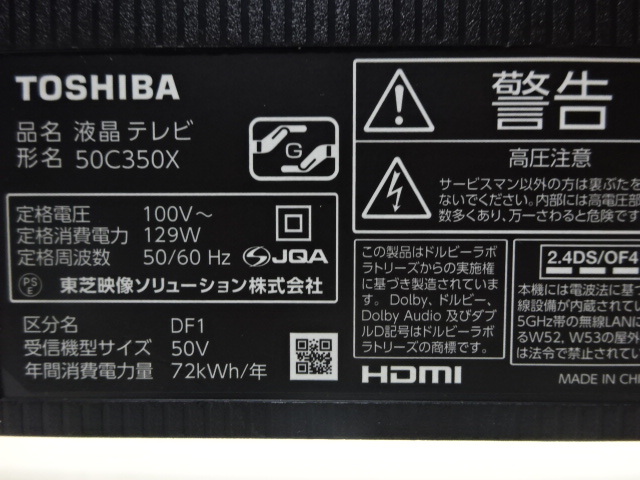 TOSHIBA
品名 液晶テレビ
形名 50C350X
G
定格電圧 100V～
定格消費電力 129W
定格周波数 50/60 Hz
JQA
PS
E
東芝映像ソリューション株式会社
区分名 DF1
受信機型サイズ 50V
年間消費電力量 72kWh/年
警告
高圧注意
サービスマン以外の方は裏ぶたを
ないでください。内部には高電圧部
数多くあり、万一さわると危険です
この製品はドルビーラボ
ラトリーズからの実施権
に基づき製造されていま
す。Dolby、ドルビー、
Dolby Audio 及びダブ
ルD記号はドルビーラボ
ラトリーズの商標です。
HDMI
2.4DS/OF4
本機には電波法に基づ
線設備が内蔵されて
5GHz帯の無線LANに
るW52, W53の屋外
は法令で禁止されてい
MADE IN CHI